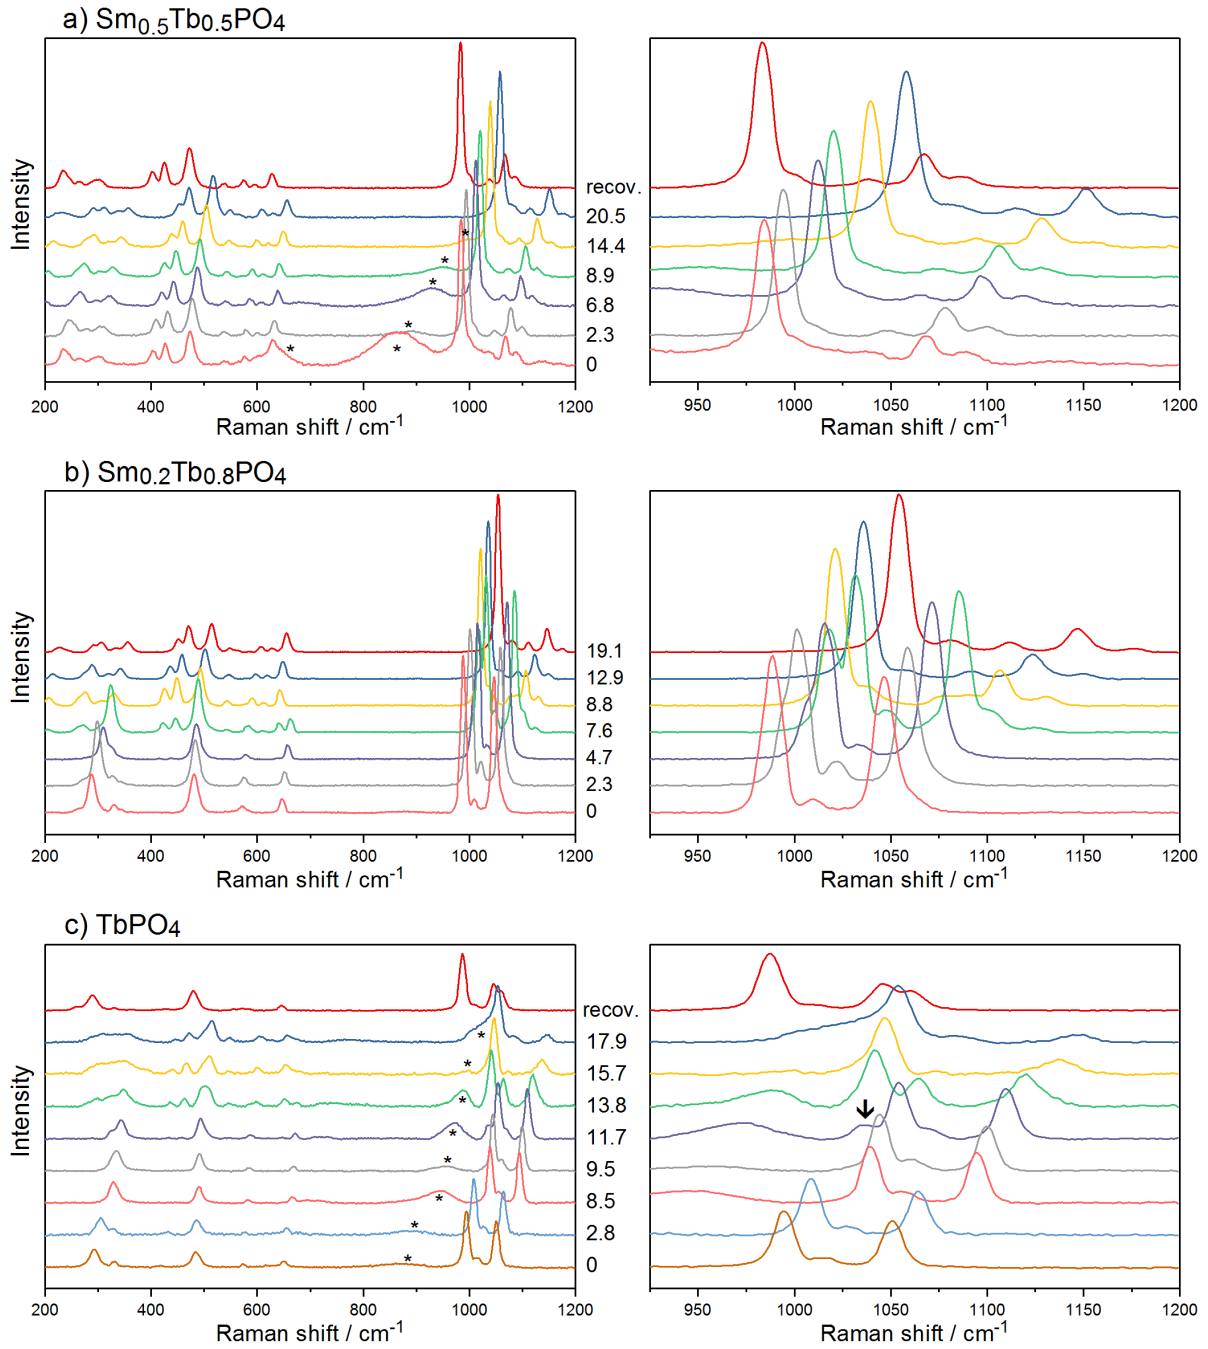 a) Sm0.5Tb0.5PO4
Intensity
recov.
20.5
14.4
8.9
6.8
2.3
0
*
*
*
*
*
*
200 400 600 800 1000 1200
Raman shift / cm-1
950 1000 1050 1100 1150 1200
Raman shift / cm-1
b) Sm0.2Tb0.8PO4
Intensity
19.1
12.9
8.8
7.6
4.7
2.3
0
200 400 600 800 1000 1200
Raman shift / cm-1
950 1000 1050 1100 1150 1200
Raman shift / cm-1
c) TbPO4
Intensity
recov.
17.9
15.7
13.8
11.7
9.5
8.5
2.8
0
*
*
*
*
*
*
*
*
200 400 600 800 1000 1200
Raman shift / cm-1
950 1000 1050 1100 1150 1200
Raman shift / cm-1